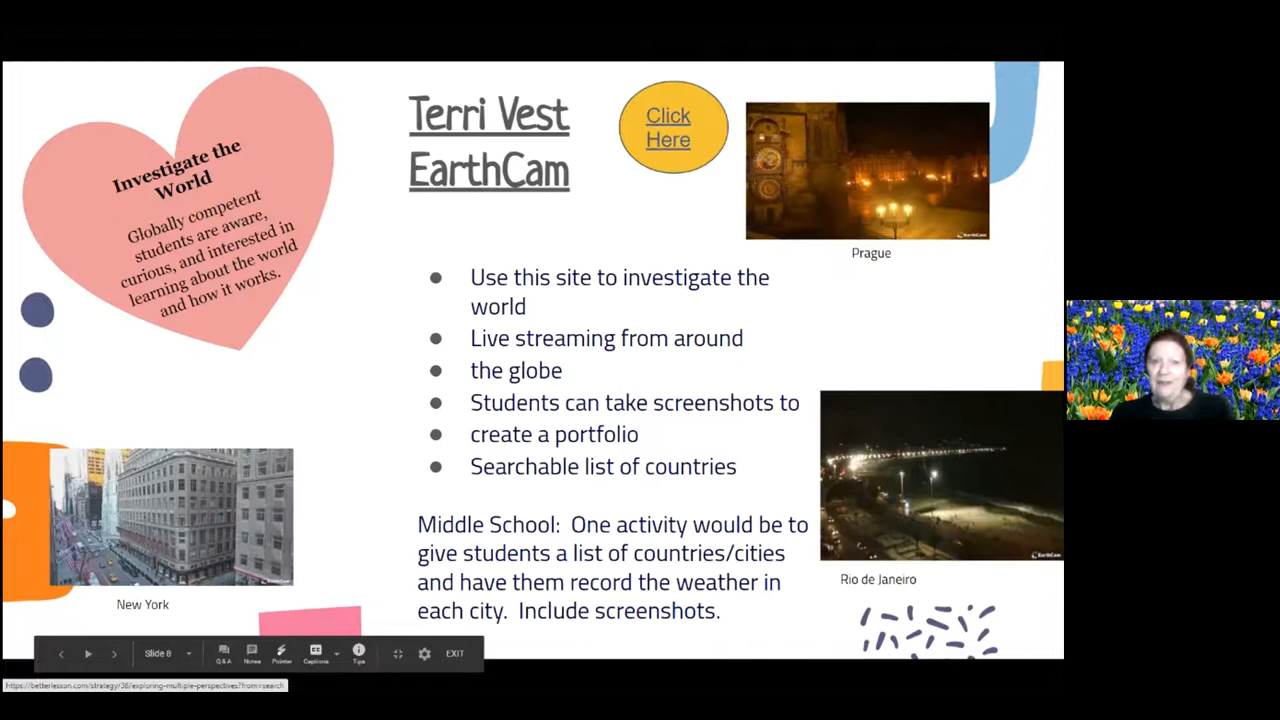 Investigate the
World
Globally competent
students are aware,
curious, and interested in
learning about the world
and how it works.
Terri Vest
EarthCam
Click
Here
EarthCam
Prague
Use this site to investigate the
world
Live streaming from around
the globe
Students can take screenshots to
create a portfolio
Searchable list of countries
Middle School: One activity would be to
give students a list of countries/cities
and have them record the weather in
each city. Include screenshots.
EarthCam
New York
EarthCam
Rio de Janeiro
Slide 8
Q&A
Notes
Pointer
CC
Captions
Tips
EXIT
https://betterlesson.com/strategy/38/exploring-multiple-perspectives?from=search